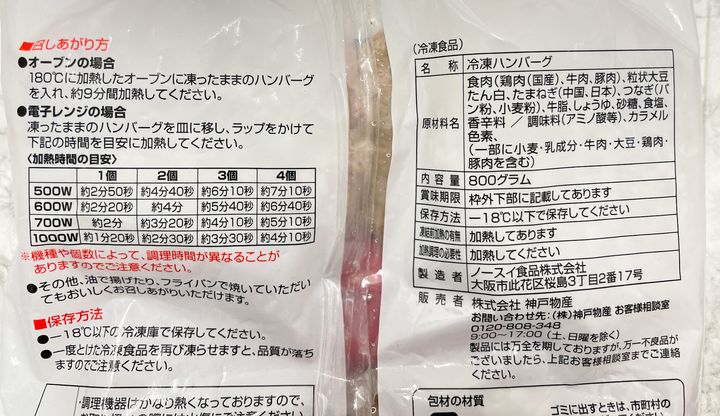 ■召しあがり方
●オーブンの場合
180℃に加熱したオーブンに凍ったままのハンバーグ
を入れ、約9分間加熱してください。
●電子レンジの場合
凍ったままのハンバーグを皿に移し、ラップをかけて
下記の時間を目安に加熱してください。
〈加熱時間の目安〉
1個 2個 3個 4個
500W 約2分50秒 約4分40秒 約6分10秒 約7分10秒
600W 約2分20秒 約4分 約5分40秒 約6分40秒
700W 約2分 約3分20秒 約4分10秒 約5分10秒
1000W 約1分20秒 約2分30秒 約3分30秒 約4分10秒
※機種や個数によって、調理時間が異なることが
ありますのでご注意ください。
●その他、油で揚げたり、フライパンで焼いていただい
てもおいしくお召しあがりいただけます。
■保存方法
●−18℃以下の冷凍庫で保存してください。
●一度とけた冷凍食品を再び凍らせますと、品質が落ち
ますのでご注意ください。
・調理機器はかなり熱くなっておりますので、
(冷凍食品)
名称 冷凍ハンバーグ
原材料名 食肉(鶏肉(国産)、牛肉、豚肉)、粒状大豆
たん白、たまねぎ(中国、日本)、つなぎ(パ
ン粉、小麦粉)、牛脂、しょうゆ、砂糖、食塩、
香辛料／調味料(アミノ酸等)、カラメル
色素、
(一部に小麦・乳成分・牛肉・大豆・鶏肉・
豚肉を含む)
内容量 800グラム
賞味期限 枠外下部に記載してあります
保存方法 −18℃以下で保存してください
凍結前加熱の有無 加熱してあります
加熱調理の必要性 加熱してください
製造者 ノースイ食品株式会社
大阪市此花区桜島3丁目2番17号
販売者 株式会社 神戸物産
お問い合わせ先:(株)神戸物産 お客様相談室
0120-808-348
9:00〜17:00 (土、日曜を除く)
製品には万全を期しておりますが、万一不良品が
ございましたら、上記お客様相談室までご連絡
ください。
包材の材質
ゴミに出すときは、市町村の